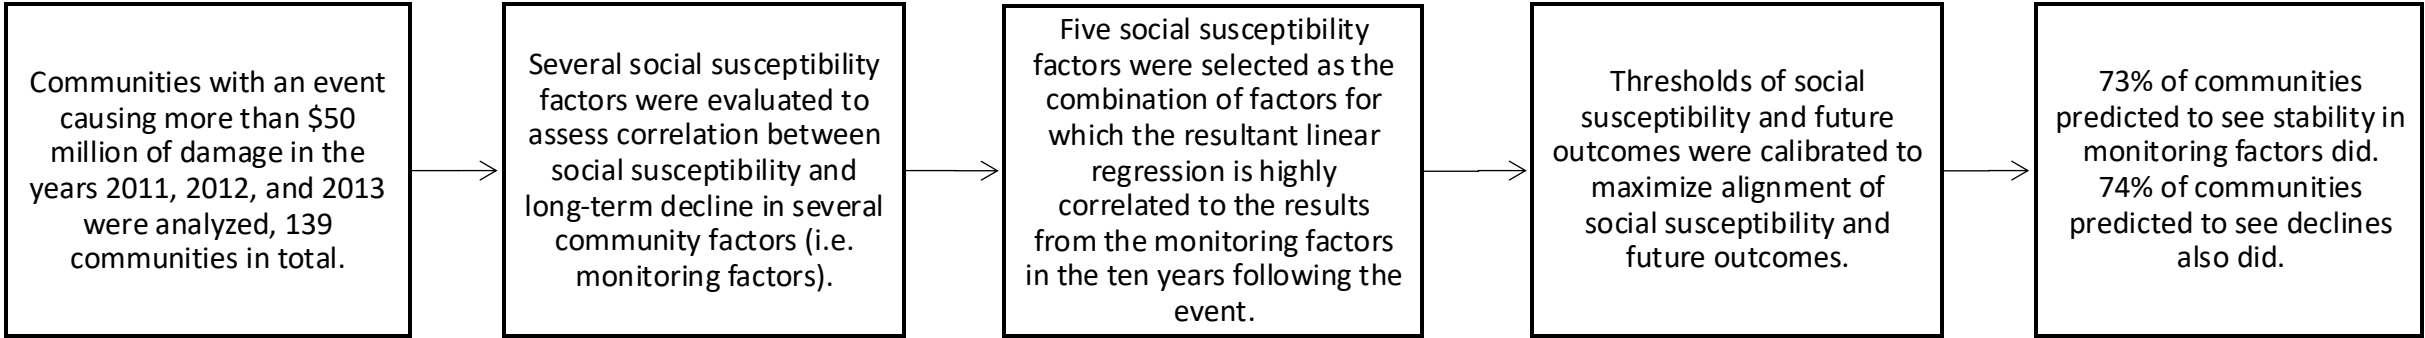 Communities with an event
causing more than $50
million of damage in the
years 2011, 2012, and 2013
were analyzed, 139
communities in total.
Several social susceptibility
factors were evaluated to
assess correlation between
social susceptibility and
long-term decline in several
community factors (i.e.
monitoring factors).
Five social susceptibility
factors were selected as the
combination of factors for
which the resultant linear
regression is highly
correlated to the results
from the monitoring factors
in the ten years following the
event.
Thresholds of social
susceptibility and future
outcomes were calibrated to
maximize alignment of
social susceptibility and
future outcomes.
73% of communities
predicted to see stability in
monitoring factors did.
74% of communities
predicted to see declines
also did.